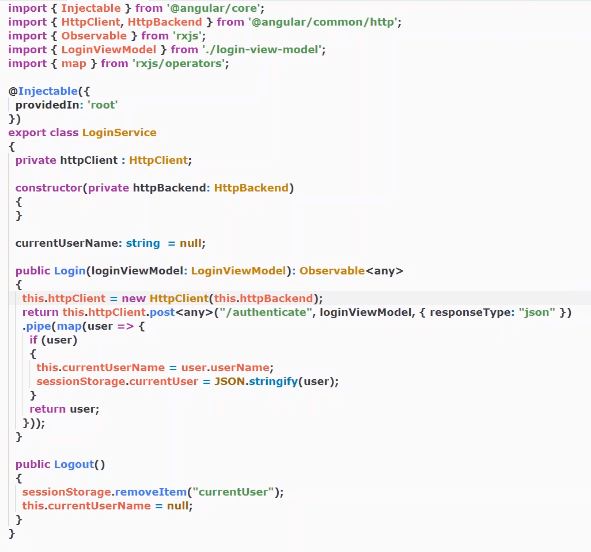 import { Injectable } from '@angular/core';
import { HttpClient, HttpBackend } from '@angular/common/http';
import { Observable } from 'rxjs';
import { LoginViewModel } from './login-view-model';
import { map } from 'rxjs/operators';

@Injectable({
  providedIn: 'root'
})
export class LoginService
{
  private httpClient : HttpClient;

  constructor(private httpBackend: HttpBackend)
  {
  }

  currentUserName: string  = null;

  public Login(loginViewModel: LoginViewModel): Observable<any>
  {
    this.httpClient = new HttpClient(this.httpBackend);
    return this.httpClient.post<any>("/authenticate", loginViewModel, { responseType: "json" })
    .pipe(map(user => {
      if (user)
      {
        this.currentUserName = user.userName;
        sessionStorage.currentUser = JSON.stringify(user);
      }
      return user;
    }));
  }

  public Logout()
  {
    sessionStorage.removeItem("currentUser");
    this.currentUserName = null;
  }
}